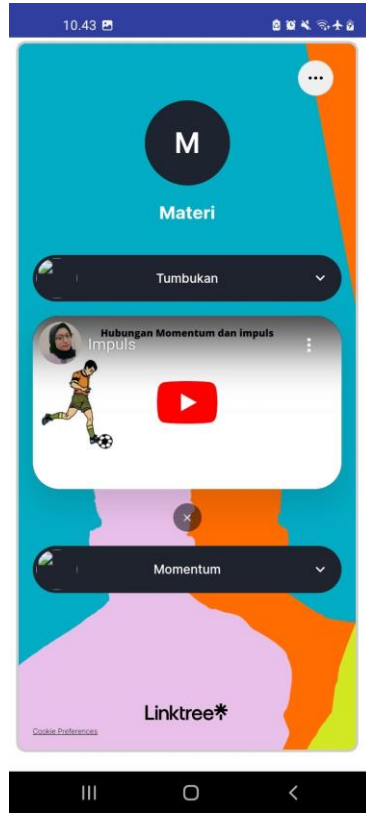 10.43
M
Materi
Tumbukan
Hubungan Momentum dan impuls
Impuls
Momentum
Linktree
Cookie Preferences